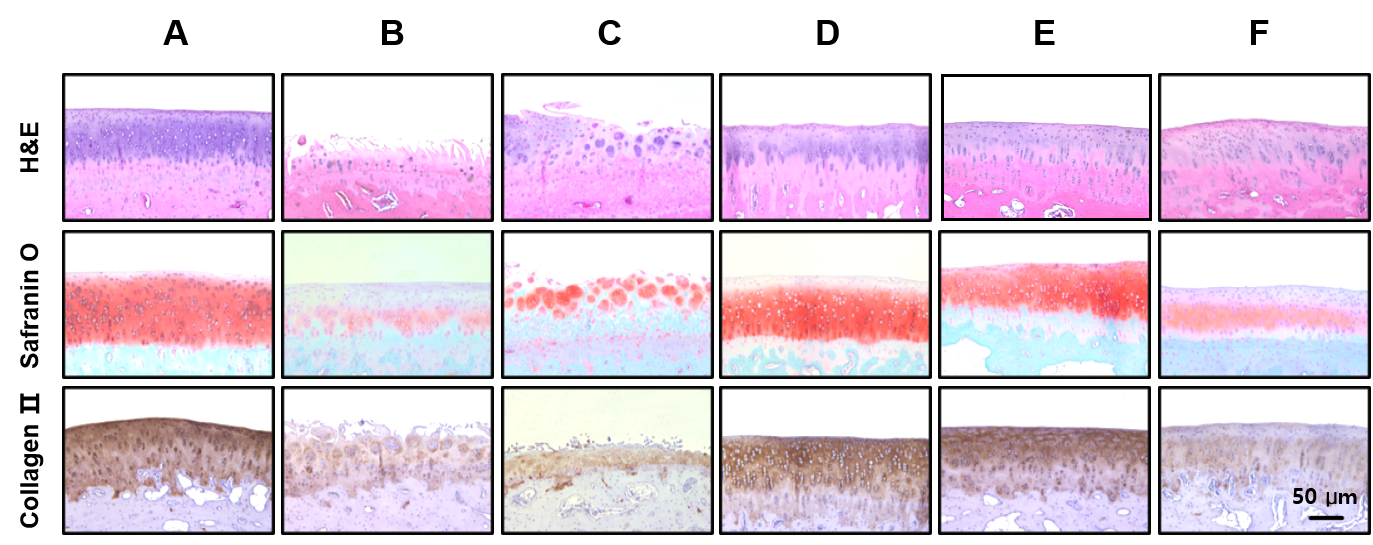 A B C D E F
H&E
Safranin O
Collagen Ⅱ
50 μm